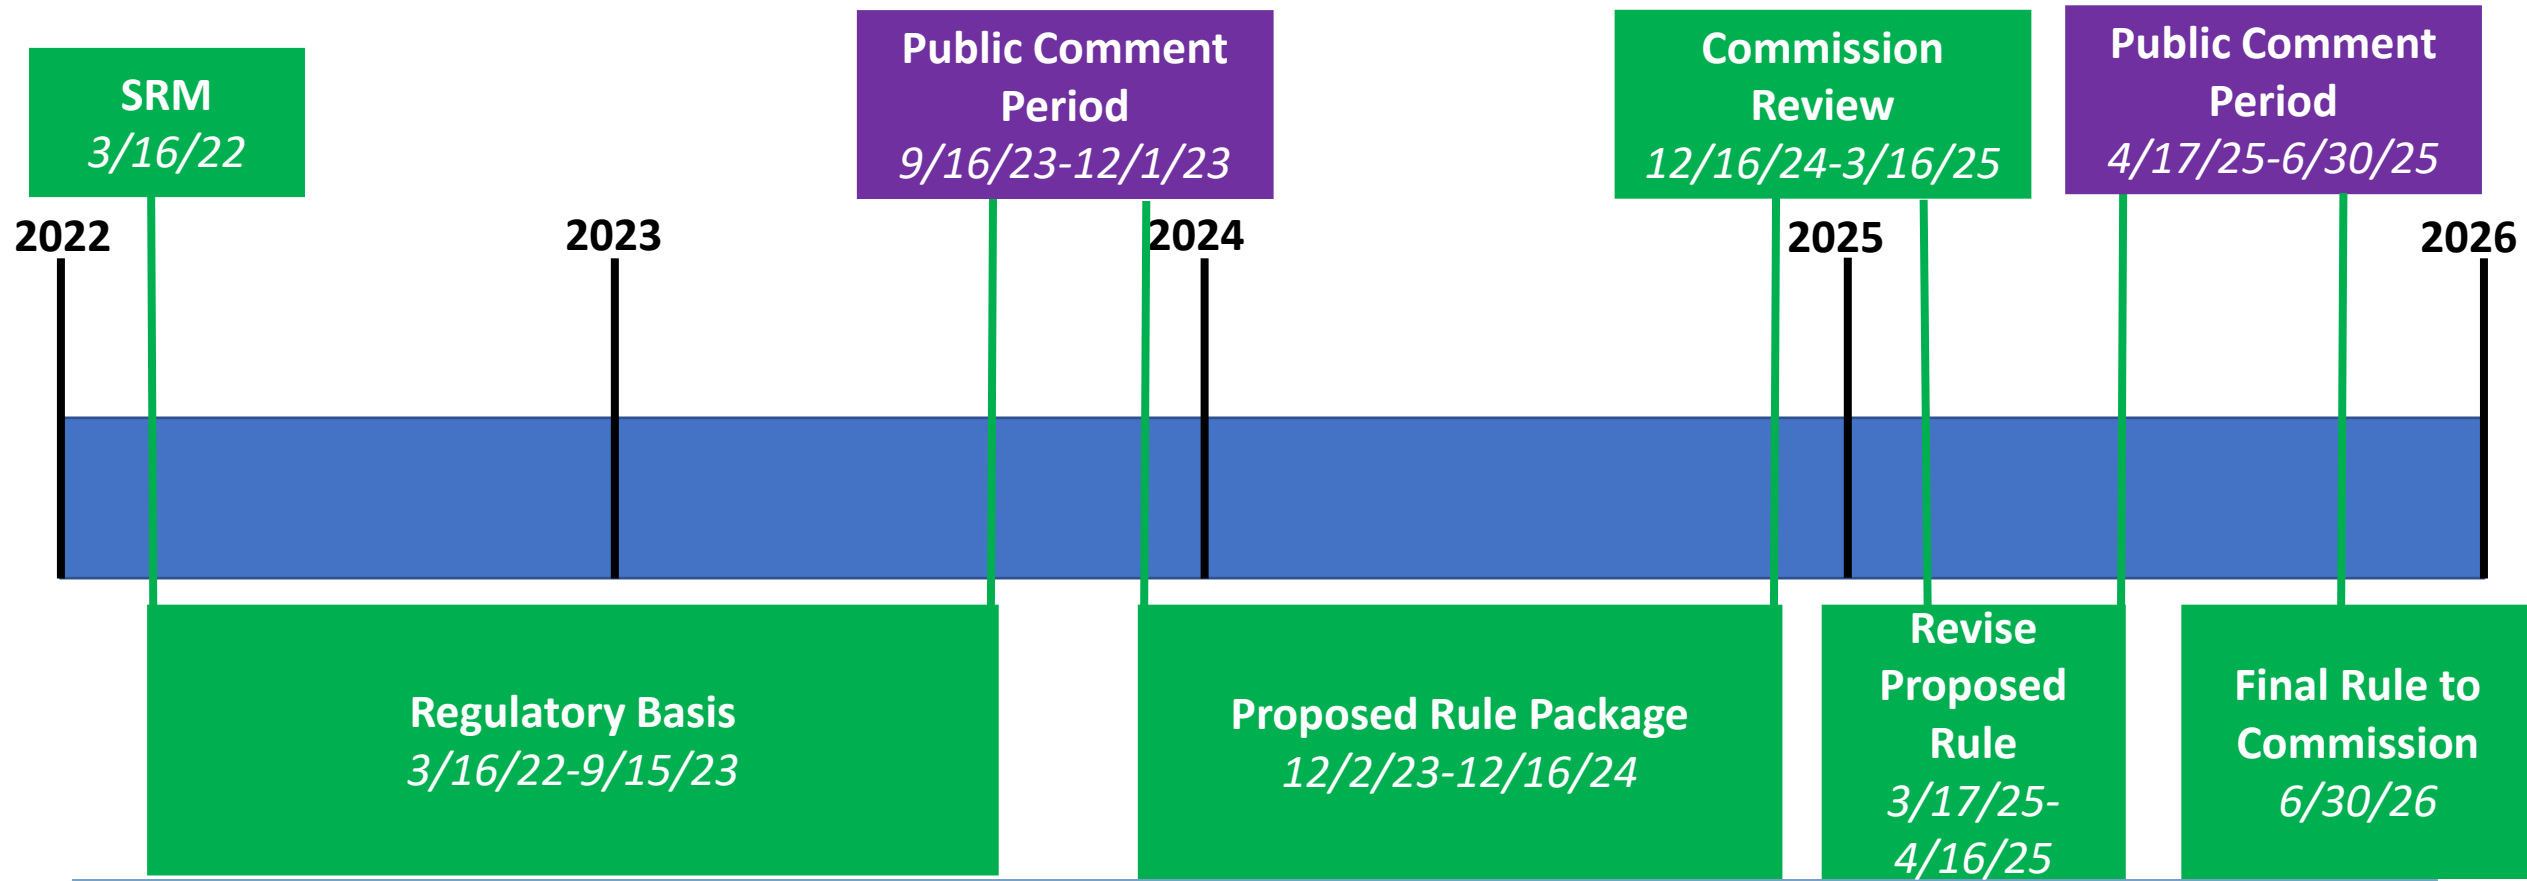 SRM
3/16/22
Public Comment
Period
9/16/23-12/1/23
Commission
Review
12/16/24-3/16/25
Public Comment
Period
4/17/25-6/30/25
2022
2023
2024
2025
2026
Regulatory Basis
3/16/22-9/15/23
Proposed Rule Package
12/2/23-12/16/24
Revise
Proposed
Rule
3/17/25-
4/16/25
Final Rule to
Commission
6/30/26